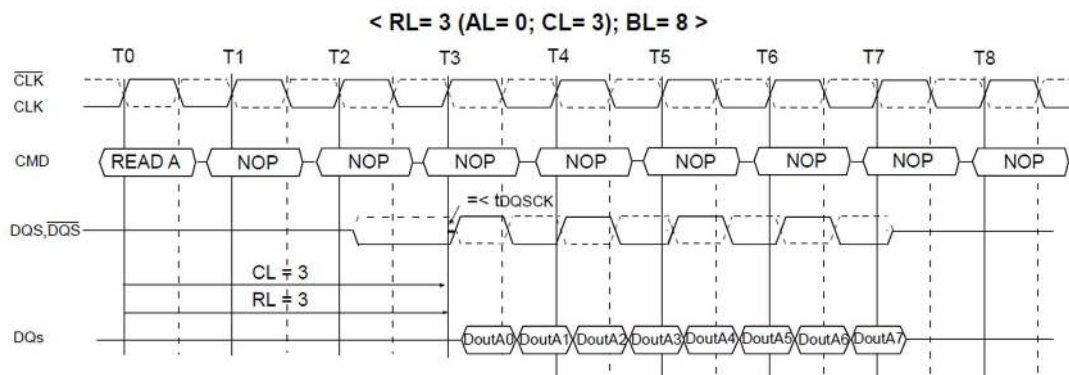 < RL= 3 (AL= 0; CL= 3); BL= 8 >
T0 T1 T2 T3 T4 T5 T6 T7 T8
C̅L̅K̅
CLK
CMD READ A NOP NOP NOP NOP NOP NOP NOP NOP
=< tDQSCK
DQS,D̅Q̅S̅
CL = 3
RL = 3
DQs DoutA0 DoutA1 DoutA2 DoutA3 DoutA4 DoutA5 DoutA6 DoutA7